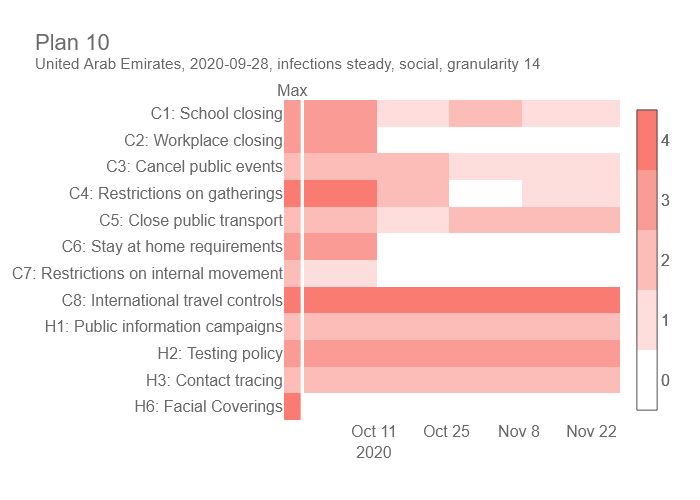 Plan 10
United Arab Emirates, 2020-09-28, infections steady, social, granularity 14
Max
C1: School closing
C2: Workplace closing
C3: Cancel public events
C4: Restrictions on gatherings
C5: Close public transport
C6: Stay at home requirements
C7: Restrictions on internal movement
C8: International travel controls
H1: Public information campaigns
H2: Testing policy
H3: Contact tracing
H6: Facial Coverings
4
3
2
1
0
Oct 11 Oct 25 Nov 8 Nov 22
2020